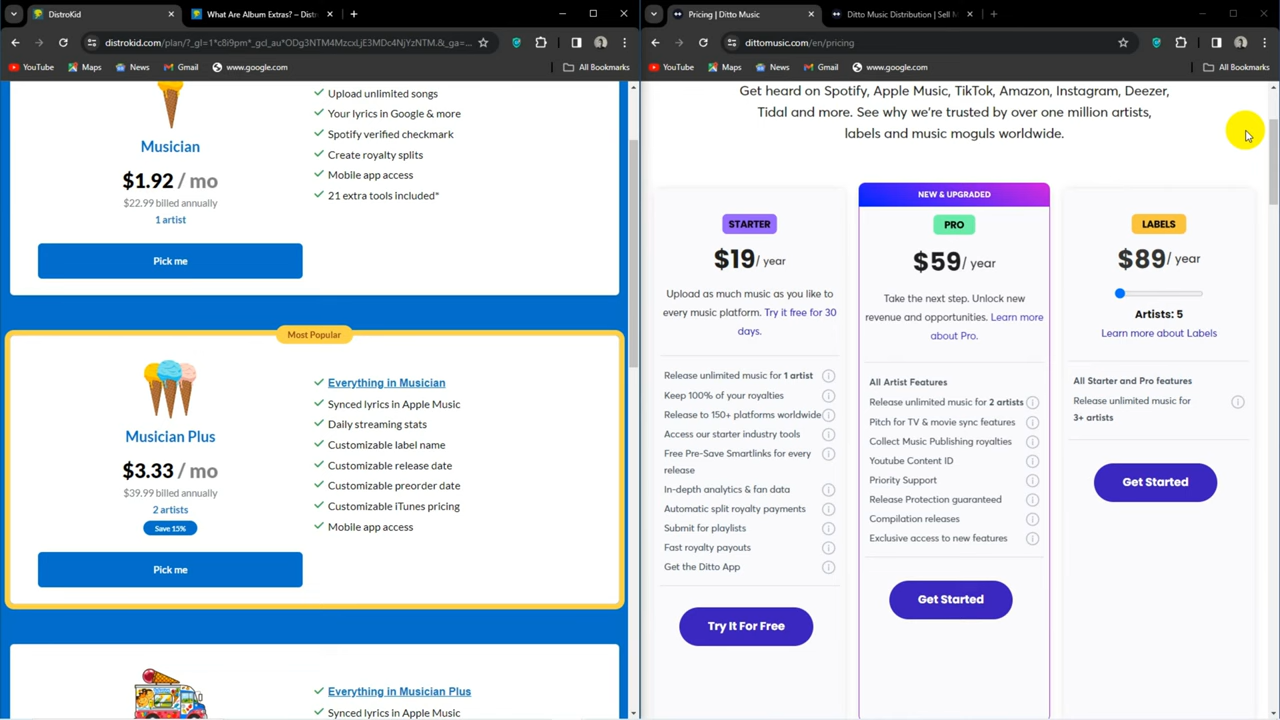 DistroKid
What Are Album Extras? – Distr
distrokid.com/plan/?_gl=1*c8i9pm*_gcl_au*ODg3NTM4MzcxLjE3MDc4NjYzNTM.&_ga=...
YouTube
Maps
News
Gmail
www.google.com
All Bookmarks
Upload unlimited songs
Your lyrics in Google & more
Spotify verified checkmark
Create royalty splits
Mobile app access
21 extra tools included*
Musician
$1.92 / mo
$22.99 billed annually
1 artist
Pick me
Most Popular
Musician Plus
$3.33 / mo
$39.99 billed annually
2 artists
Save 15%
Pick me
Everything in Musician
Synced lyrics in Apple Music
Daily streaming stats
Customizable label name
Customizable release date
Customizable preorder date
Customizable iTunes pricing
Mobile app access
Everything in Musician Plus
Synced lyrics in Apple Music
Pricing | Ditto Music
Ditto Music Distribution | Sell M
dittomusic.com/en/pricing
YouTube
Maps
News
Gmail
www.google.com
All Bookmarks
Get heard on Spotify, Apple Music, TikTok, Amazon, Instagram, Deezer,
Tidal and more. See why we're trusted by over one million artists,
labels and music moguls worldwide.
STARTER
$19/ year
Upload as much music as you like to
every music platform. Try it free for 30
days.
Release unlimited music for 1 artist
Keep 100% of your royalties
Release to 150+ platforms worldwide
Access our starter industry tools
Free Pre-Save Smartlinks for every
release
In-depth analytics & fan data
Automatic split royalty payments
Submit for playlists
Fast royalty payouts
Get the Ditto App
Try It For Free
NEW & UPGRADED
PRO
$59/ year
Take the next step. Unlock new
revenue and opportunities. Learn more
about Pro.
All Artist Features
Release unlimited music for 2 artists
Pitch for TV & movie sync features
Collect Music Publishing royalties
Youtube Content ID
Priority Support
Release Protection guaranteed
Compilation releases
Exclusive access to new features
Get Started
LABELS
$89/ year
Artists: 5
Learn more about Labels
All Starter and Pro features
Release unlimited music for
3+ artists
Get Started